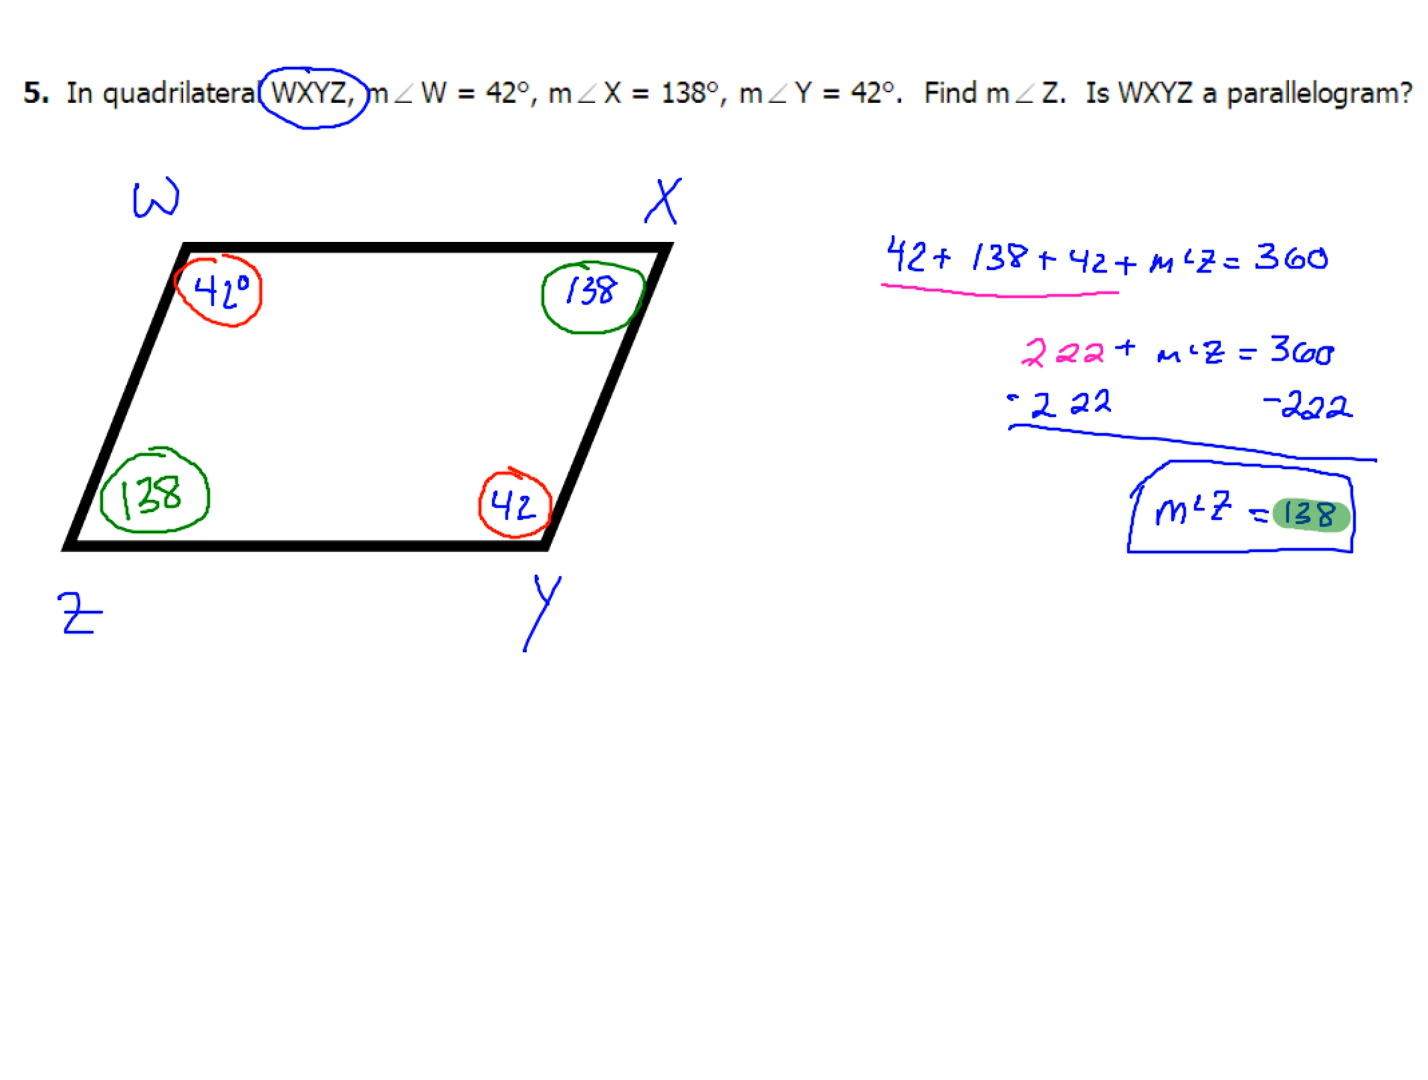 5. In quadrilateral WXYZ, m∠W = 42°, m∠X = 138°, m∠Y = 42°. Find m∠Z. Is WXYZ a parallelogram?
W X
42° 138
138 42
Z Y
42 + 138 + 42 + m∠Z = 360
222 + m∠Z = 360
-222 -222
m∠Z = 138